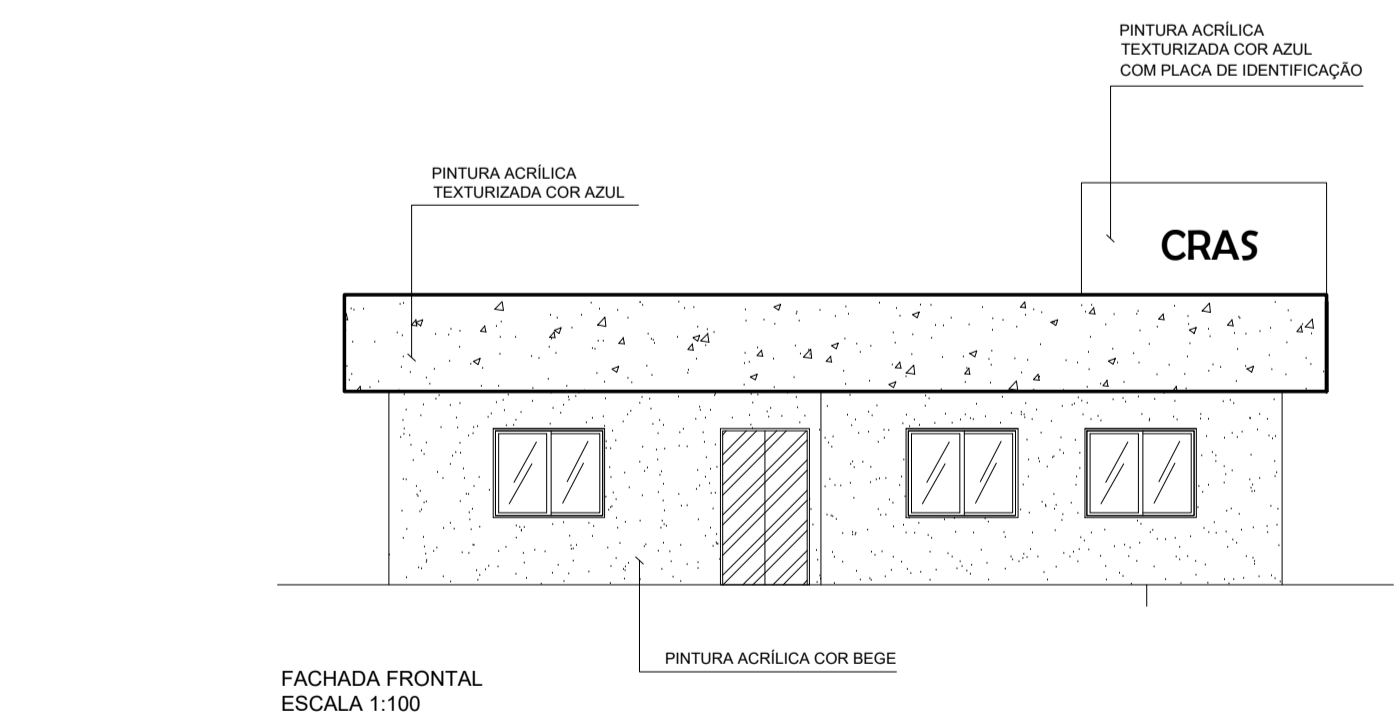 PINTURA ACRÍLICA
TEXTURIZADA COR AZUL
COM PLACA DE IDENTIFICAÇÃO
PINTURA ACRÍLICA
TEXTURIZADA COR AZUL
CRAS
PINTURA ACRÍLICA COR BEGE
FACHADA FRONTAL
ESCALA 1:100